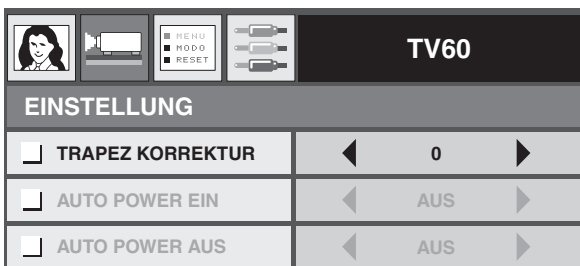 MENU
MODO
RESET
TV60
EINSTELLUNG
TRAPEZ KORREKTUR 0
AUTO POWER EIN AUS
AUTO POWER AUS AUS